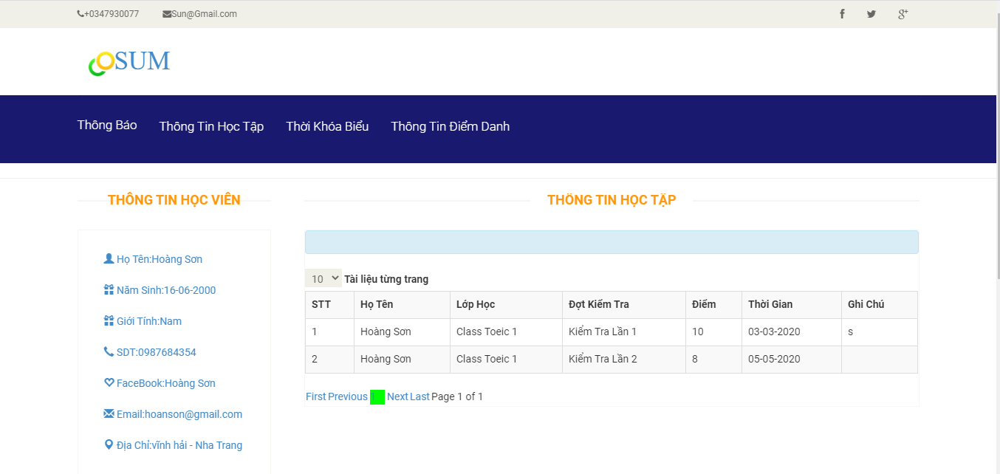 +0347930077 Sun@Gmail.com
SUM
Thông Báo Thông Tin Học Tập Thời Khóa Biểu Thông Tin Điểm Danh
THÔNG TIN HỌC VIÊN
Họ Tên:Hoàng Sơn
Năm Sinh:16-06-2000
Giới Tính:Nam
SDT:0987684354
FaceBook:Hoàng Sơn
Email:hoanson@gmail.com
Địa Chỉ:vĩnh hải - Nha Trang
THÔNG TIN HỌC TẬP
10 Tài liệu từng trang
STT Họ Tên Lớp Học Đợt Kiểm Tra Điểm Thời Gian Ghi Chú
1 Hoàng Sơn Class Toeic 1 Kiểm Tra Lần 1 10 03-03-2020 s
2 Hoàng Sơn Class Toeic 1 Kiểm Tra Lần 2 8 05-05-2020
First Previous 1 Next Last Page 1 of 1